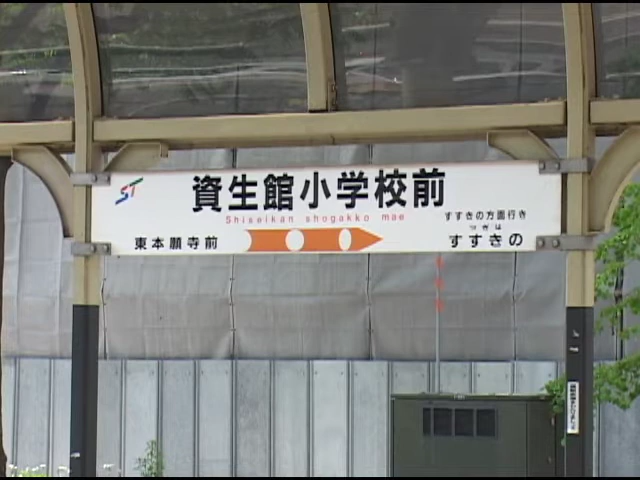 ST
資生館小学校前
Shiseikan shogakko mae
すすきの方面行き
つぎは
東本願寺前
すすきの